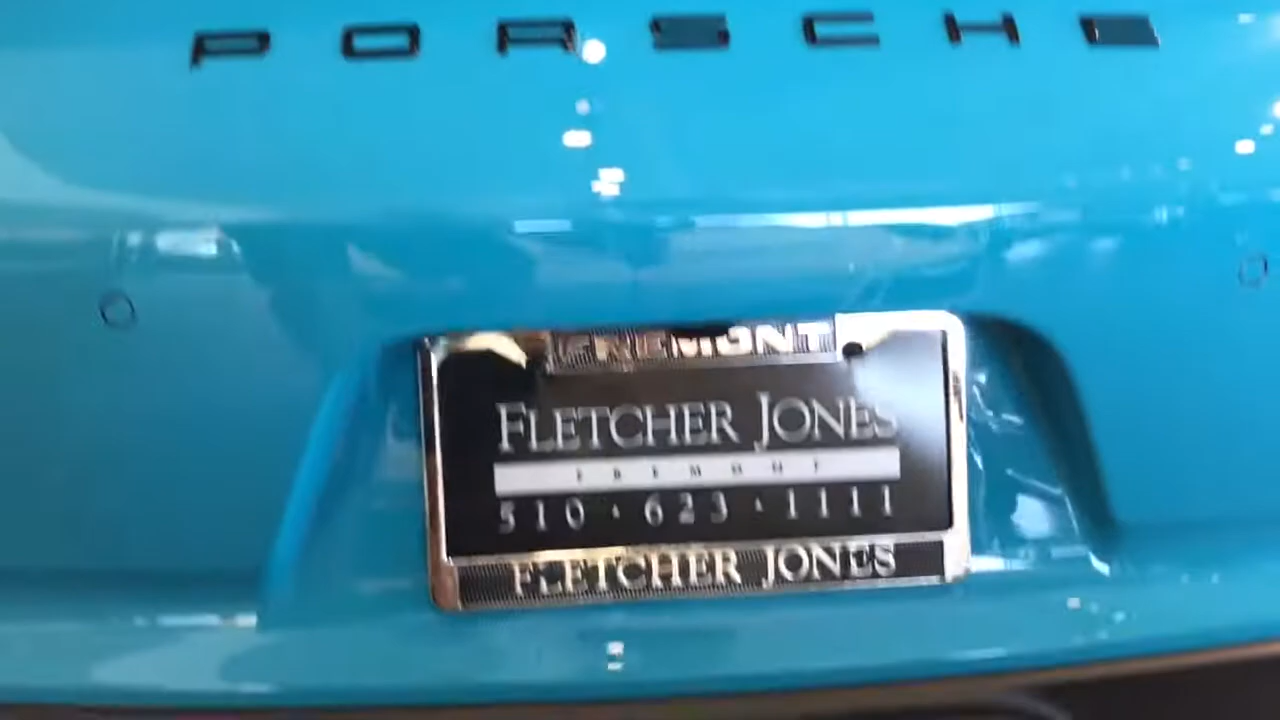 PORSCHE
FREMONT
FLETCHER JONES
FREMONT
510 · 623 · 1111
FLETCHER JONES